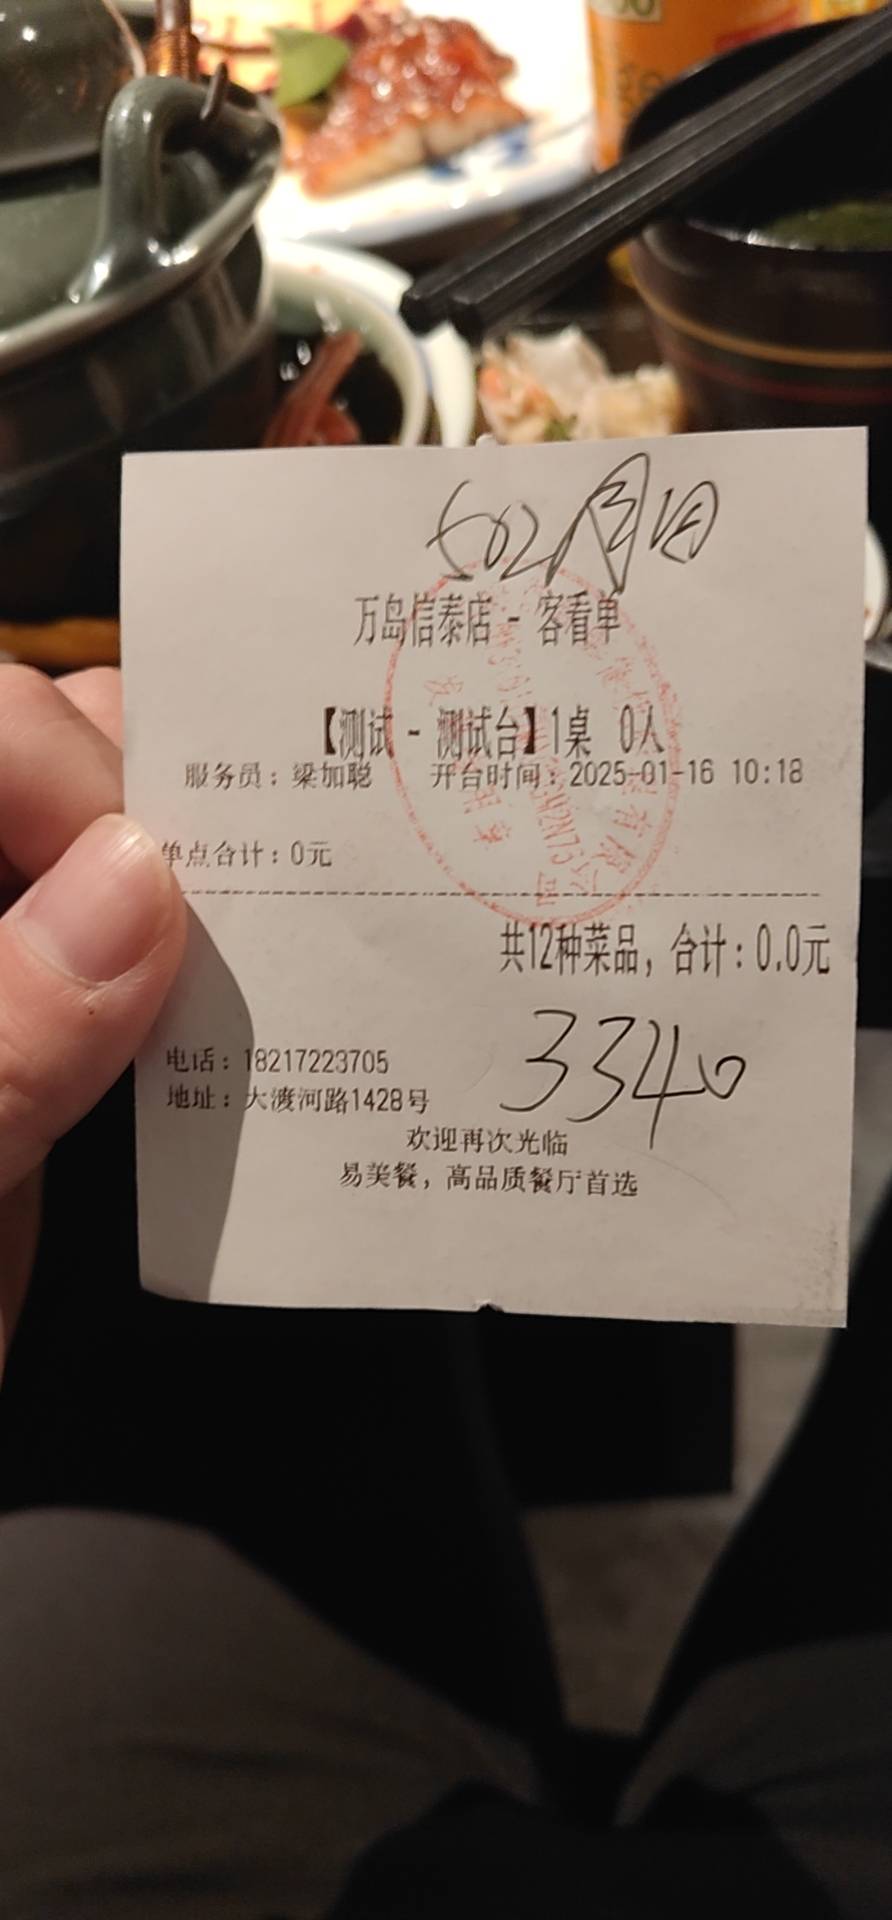 502
万岛信泰店 - 客看单
【测试 - 测试台】1桌 0人
服务员：梁加聪 开台时间：2025-01-16 10:18
单点合计：0元
共12种菜品，合计：0.0元
3340
电话：18217223705
地址：大渡河路1428号
欢迎再次光临
易美餐，高品质餐厅首选